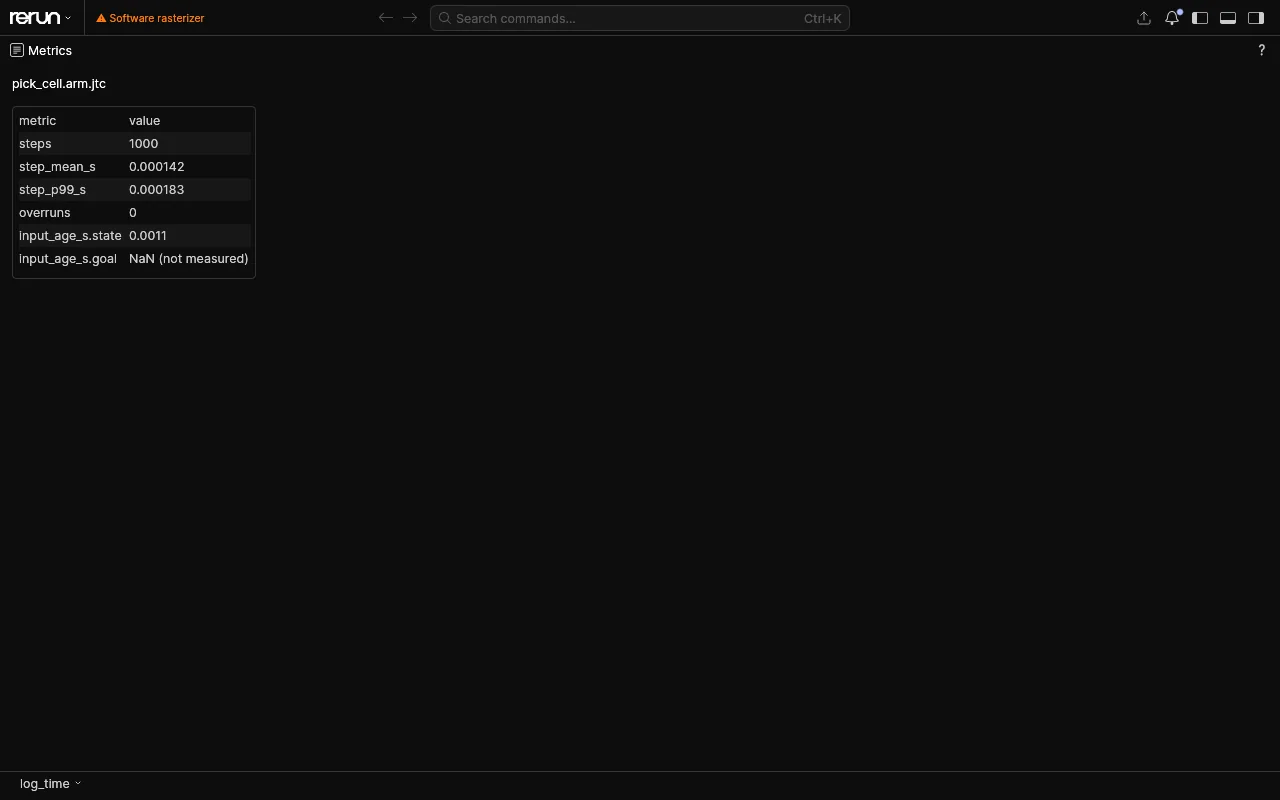 rerun
Software rasterizer
Search commands... Ctrl+K
Metrics
?
pick_cell.arm.jtc
metric value
steps 1000
step_mean_s 0.000142
step_p99_s 0.000183
overruns 0
input_age_s.state 0.0011
input_age_s.goal NaN (not measured)
log_time